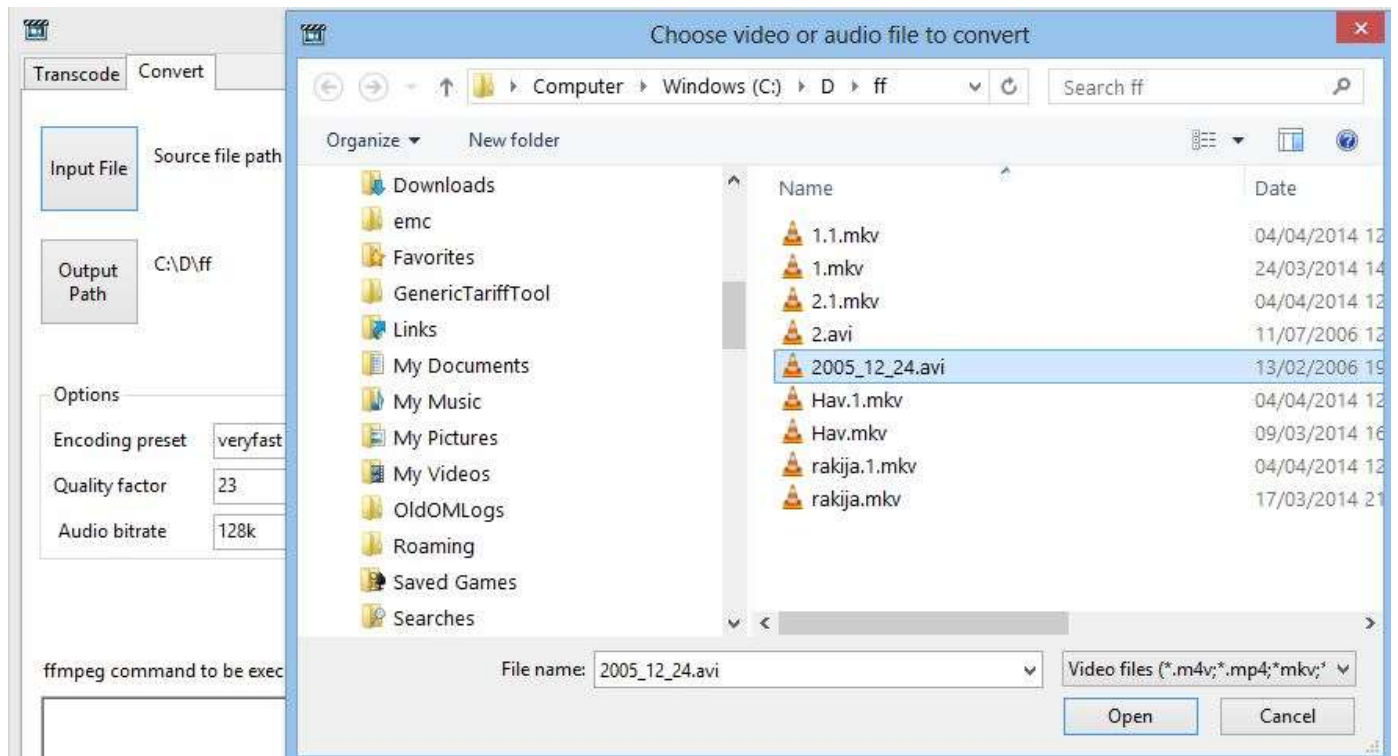 Choose video or audio file to convert
Transcode Convert
Computer Windows (C:) D ff
Search ff
Organize New folder
Input File Source file path
Output Path C:\D\ff
Options
Encoding preset veryfast
Quality factor 23
Audio bitrate 128k
ffmpeg command to be exec
Downloads
emc
Favorites
GenericTariffTool
Links
My Documents
My Music
My Pictures
My Videos
OldOMLogs
Roaming
Saved Games
Searches
Name Date
1.1.mkv 04/04/2014 12
1.mkv 24/03/2014 14
2.1.mkv 04/04/2014 12
2.avi 11/07/2006 12
2005_12_24.avi 13/02/2006 19
Hav.1.mkv 04/04/2014 12
Hav.mkv 09/03/2014 16
rakija.1.mkv 04/04/2014 12
rakija.mkv 17/03/2014 21
File name: 2005_12_24.avi
Video files (*.m4v;*.mp4;*mkv;*
Open Cancel